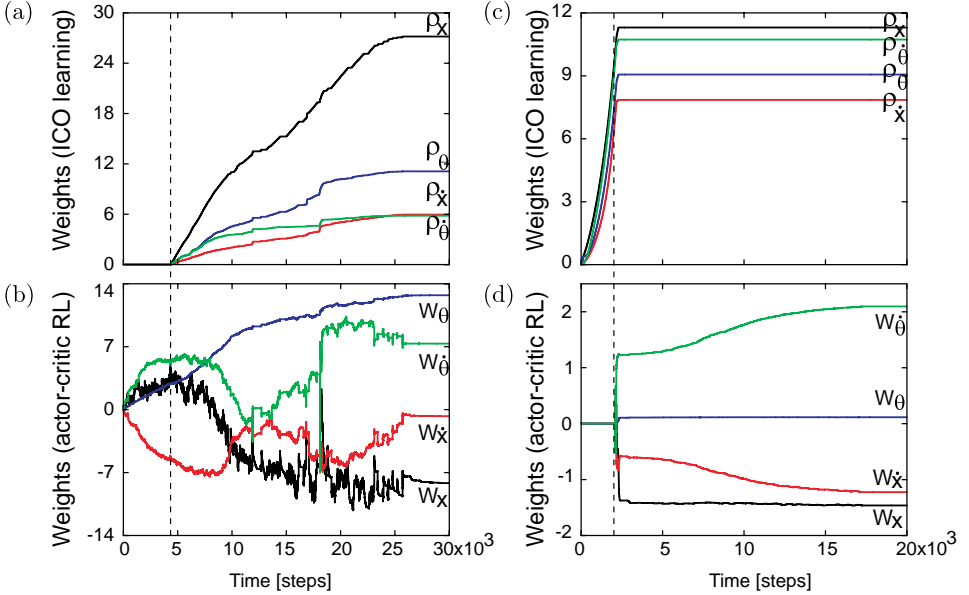 (a)
Weights (ICO learning)
30
24
18
12
6
0
ρx
ρθ
ρẋ
ρθ̇
(c)
Weights (ICO learning)
12
9
6
3
0
ρx
ρθ̇
ρθ
ρẋ
(b)
Weights (actor-critic RL)
14
7
0
-7
-14
wθ
wθ̇
wẋ
wx
0 5 10 15 20 25 30x10³
Time [steps]
(d)
Weights (actor-critic RL)
2
1
0
-1
-2
wθ̇
wθ
wẋ
wx
0 5 10 15 20x10³
Time [steps]